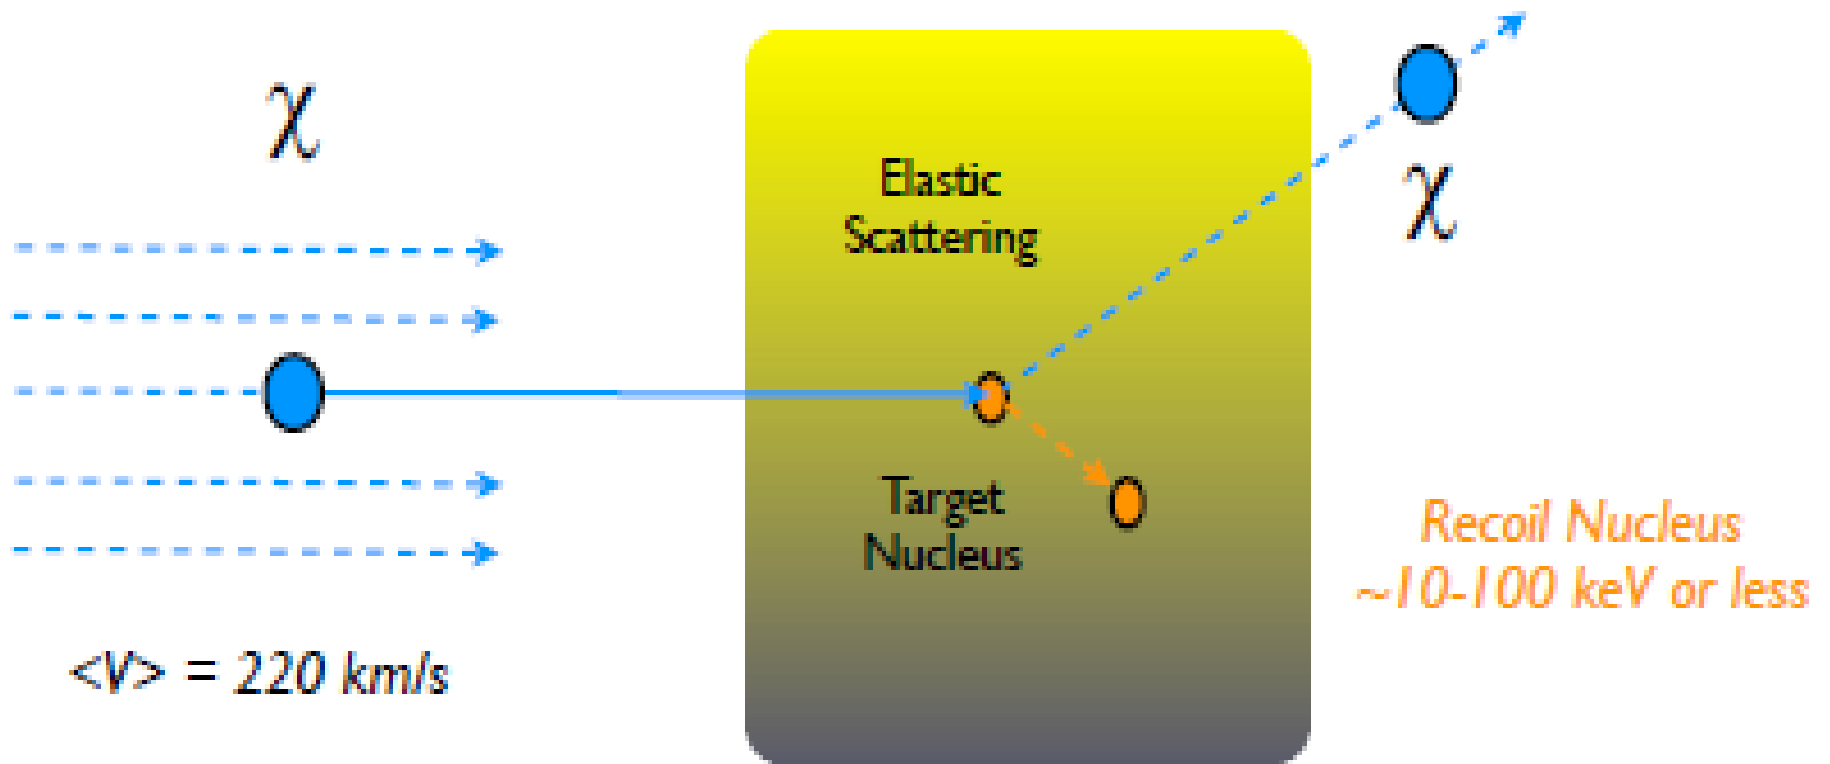 χ
Elastic
Scattering
χ
Target
Nucleus
Recoil Nucleus
~10-100 keV or less
<V> = 220 km/s